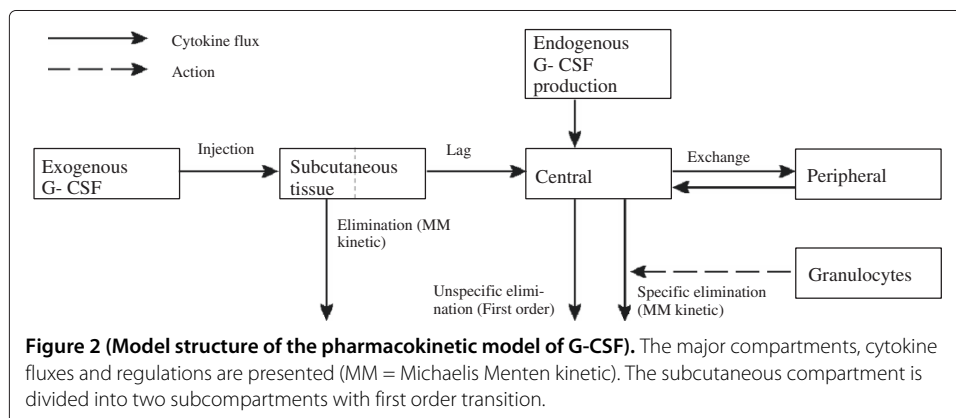 Cytokine flux
Action
Endogenous
G- CSF
production
Injection
Lag
Exchange
Exogenous
G- CSF
Subcutaneous
tissue
Central
Peripheral
Elimination (MM
kinetic)
Granulocytes
Unspecific elimi-
nation (First order)
Specific elimination
(MM kinetic)
Figure 2 (Model structure of the pharmacokinetic model of G-CSF). The major compartments, cytokine
fluxes and regulations are presented (MM = Michaelis Menten kinetic). The subcutaneous compartment is
divided into two subcompartments with first order transition.